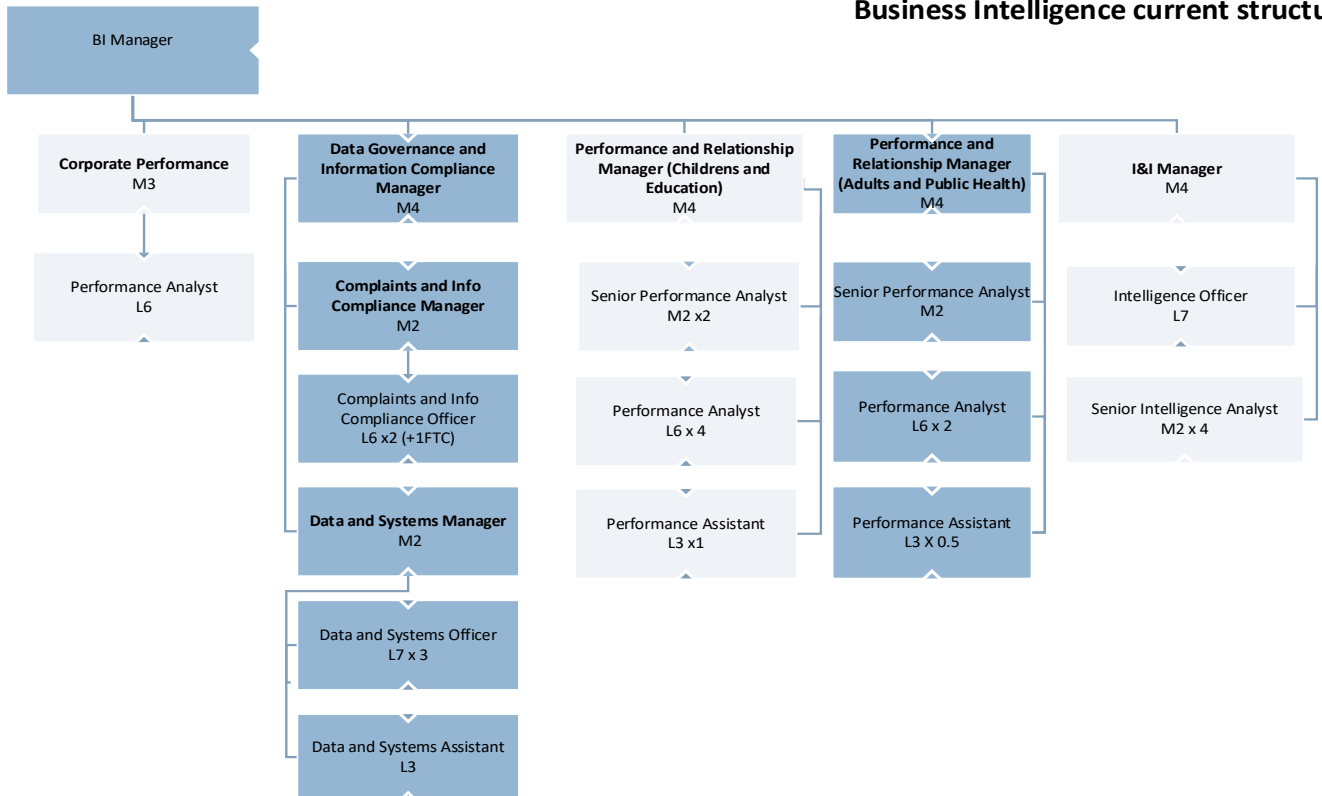 Business Intelligence current structu
BI Manager
Corporate Performance
M3
Performance Analyst
L6
Data Governance and
Information Compliance
Manager
M4
Complaints and Info
Compliance Manager
M2
Complaints and Info
Compliance Officer
L6 x2 (+1FTC)
Data and Systems Manager
M2
Data and Systems Officer
L7 x 3
Data and Systems Assistant
L3
Performance and Relationship
Manager (Childrens and
Education)
M4
Senior Performance Analyst
M2 x2
Performance Analyst
L6 x 4
Performance Assistant
L3 x1
Performance and
Relationship Manager
(Adults and Public Health)
M4
Senior Performance Analyst
M2
Performance Analyst
L6 x 2
Performance Assistant
L3 X 0.5
I&I Manager
M4
Intelligence Officer
L7
Senior Intelligence Analyst
M2 x 4